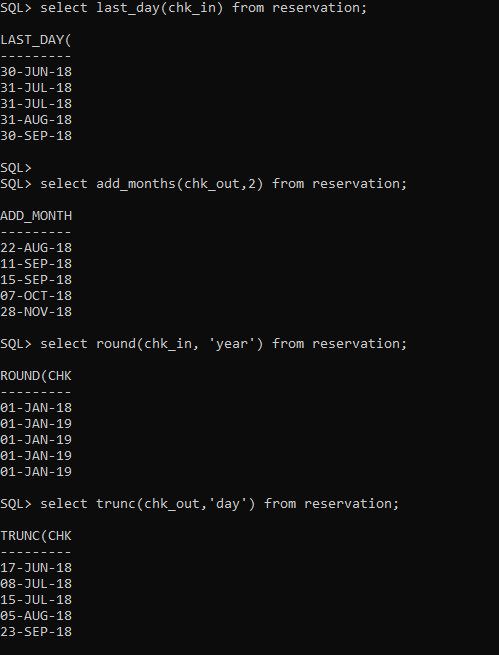 SQL> select last_day(chk_in) from reservation;
LAST_DAY(
---------
30-JUN-18
31-JUL-18
31-JUL-18
31-AUG-18
30-SEP-18
SQL>
SQL> select add_months(chk_out,2) from reservation;
ADD_MONTH
---------
22-AUG-18
11-SEP-18
15-SEP-18
07-OCT-18
28-NOV-18
SQL> select round(chk_in, 'year') from reservation;
ROUND(CHK
---------
01-JAN-18
01-JAN-19
01-JAN-19
01-JAN-19
01-JAN-19
SQL> select trunc(chk_out,'day') from reservation;
TRUNC(CHK
---------
17-JUN-18
08-JUL-18
15-JUL-18
05-AUG-18
23-SEP-18